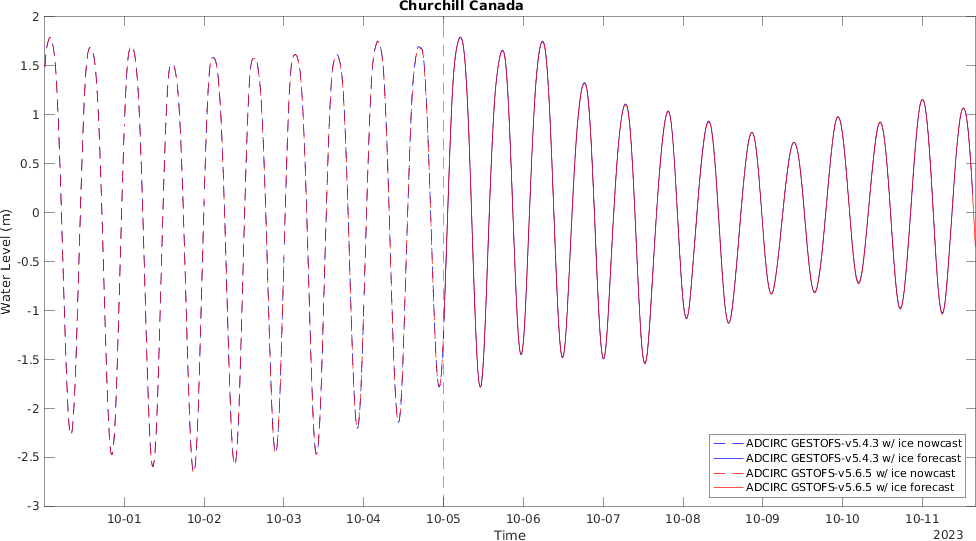 Churchill Canada
2
1.5
1
0.5
0
-0.5
-1
-1.5
-2
-2.5
-3
Water Level (m)
10-01 10-02 10-03 10-04 10-05 10-06 10-07 10-08 10-09 10-10 10-11
Time
2023
ADCIRC GESTOFS-v5.4.3 w/ ice nowcast
ADCIRC GESTOFS-v5.4.3 w/ ice forecast
ADCIRC GSTOFS-v5.6.5 w/ ice nowcast
ADCIRC GSTOFS-v5.6.5 w/ ice forecast